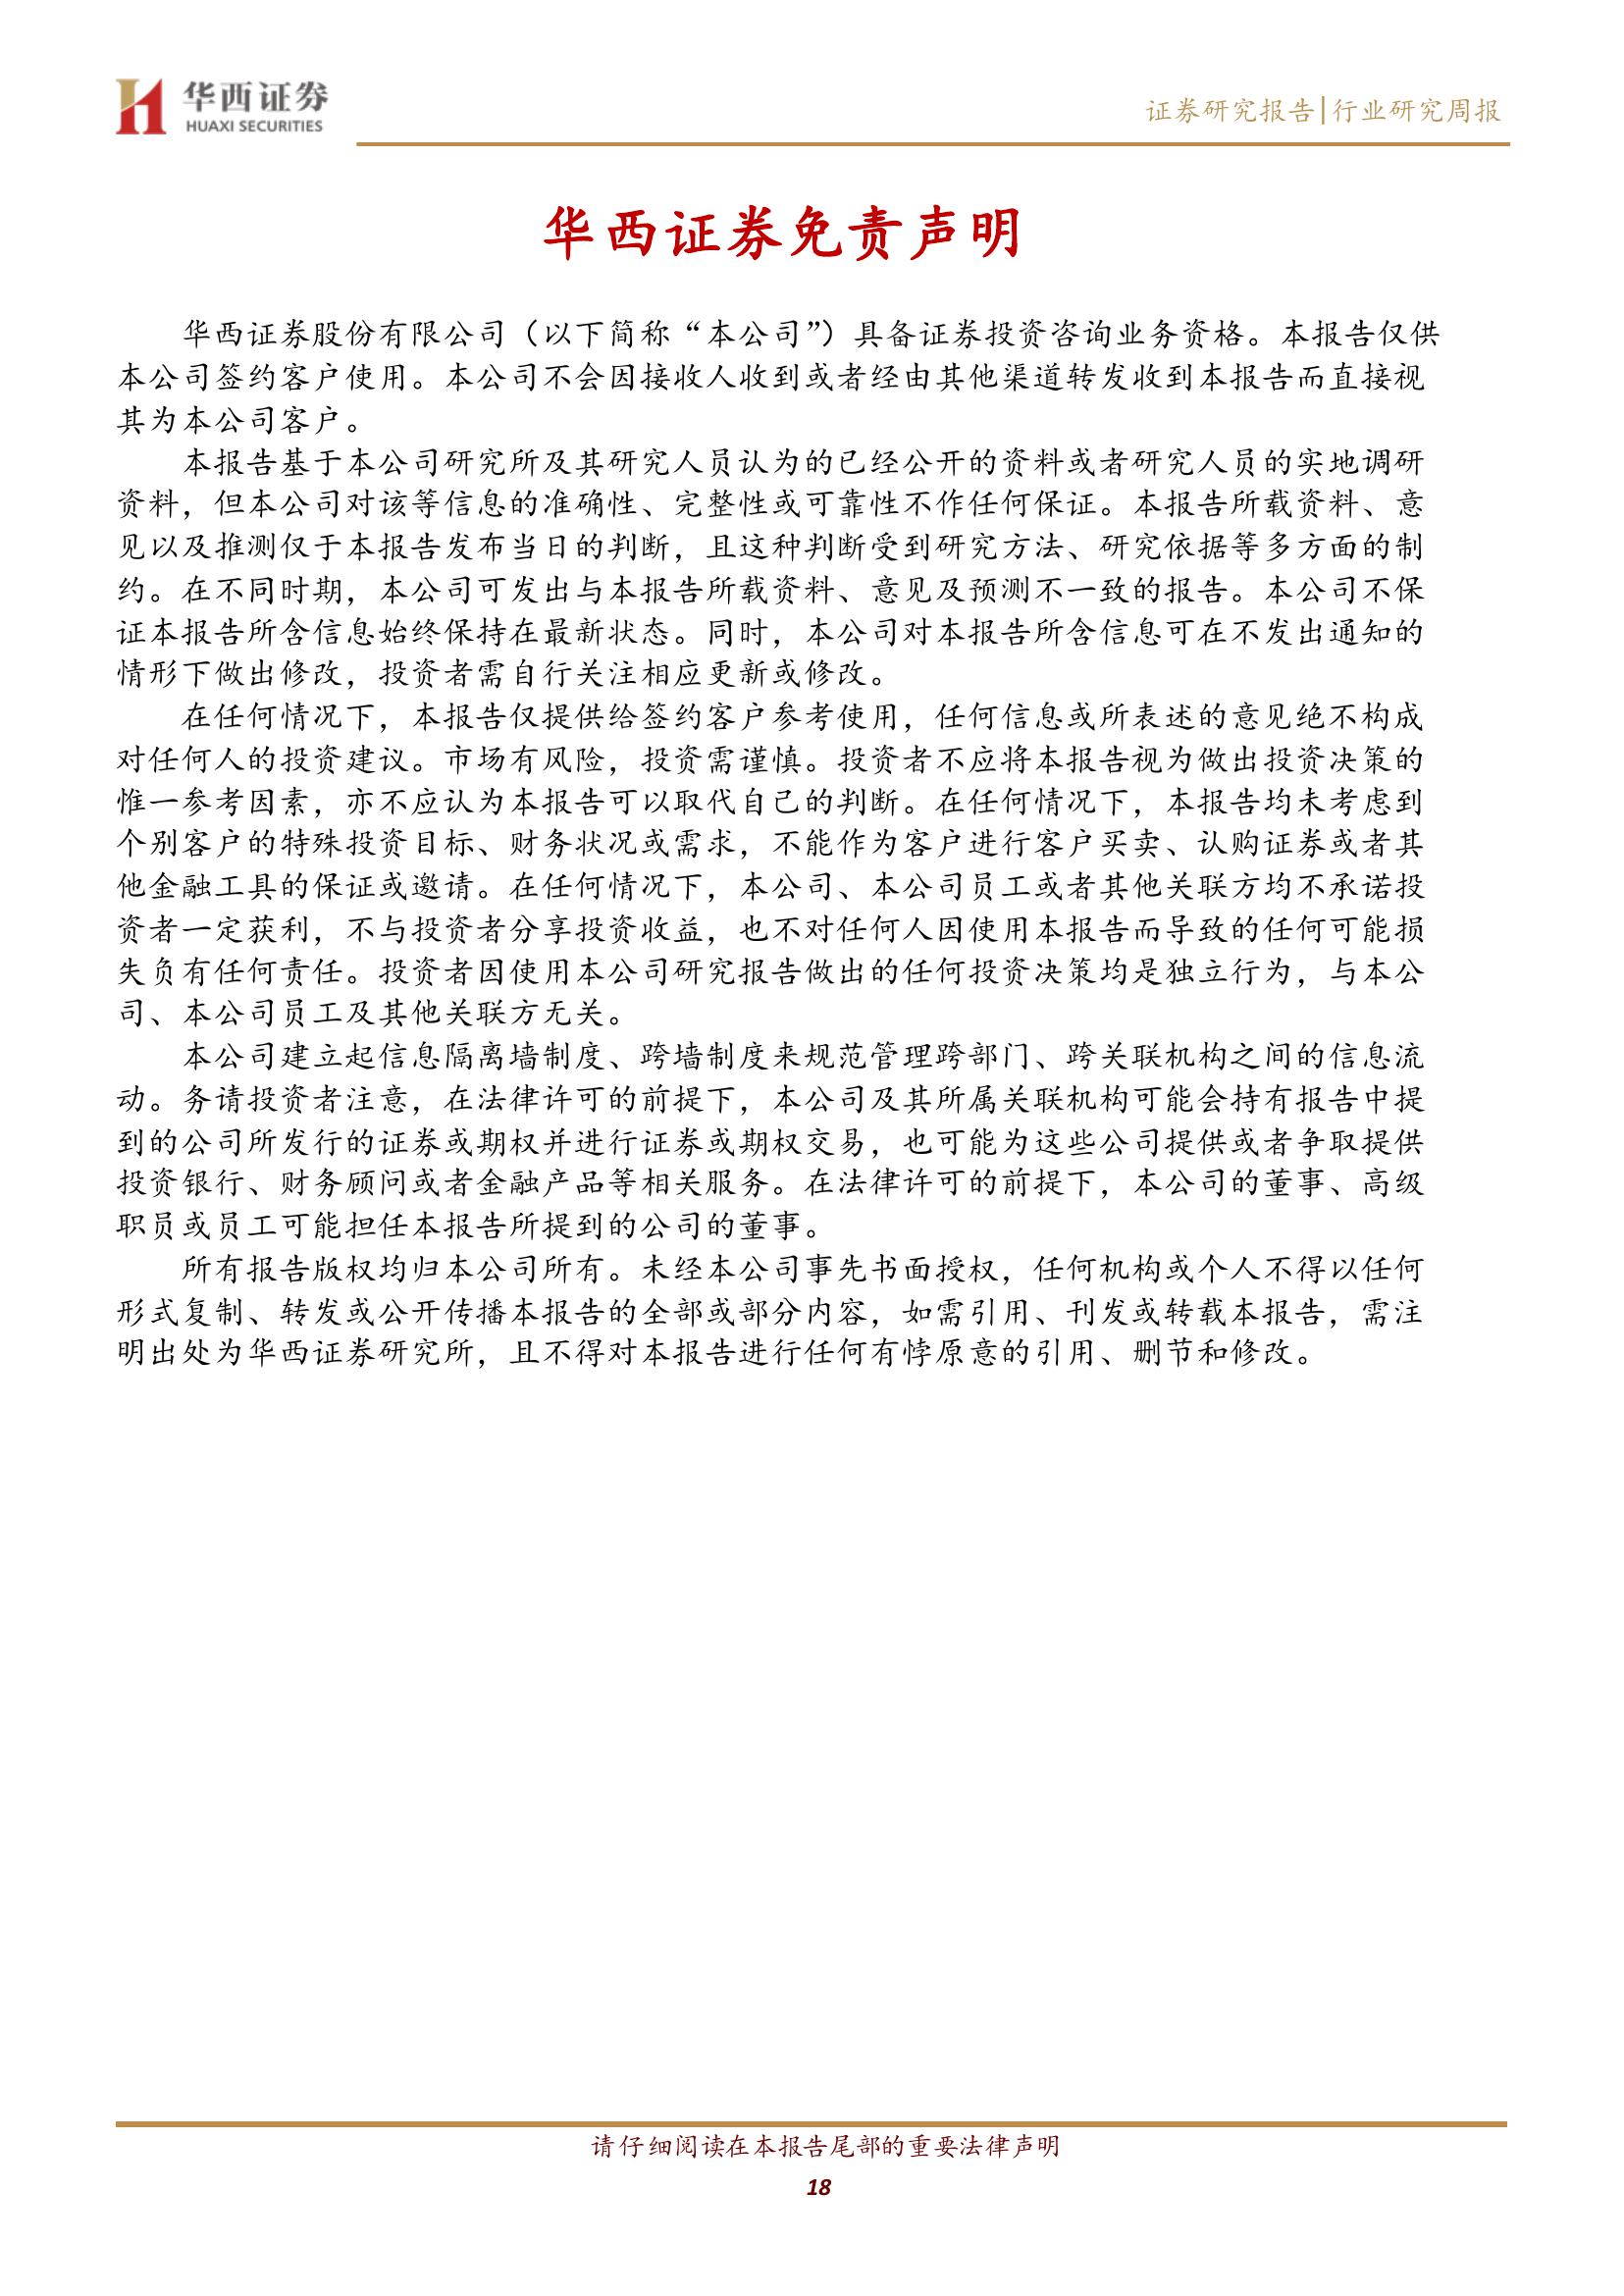 华西证券
HUAXI SECURITIES
证券研究报告|行业研究周报
华西证券免责声明
华西证券股份有限公司（以下简称“本公司”）具备证券投资咨询业务资格。本报告仅供
本公司签约客户使用。本公司不会因接收人收到或者经由其他渠道转发收到本报告而直接视
其为本公司客户。
本报告基于本公司研究所及其研究人员认为的已经公开的资料或者研究人员的实地调研
资料，但本公司对该等信息的准确性、完整性或可靠性不作任何保证。本报告所载资料、意
见以及推测仅于本报告发布当日的判断，且这种判断受到研究方法、研究依据等多方面的制
约。在不同时期，本公司可发出与本报告所载资料、意见及预测不一致的报告。本公司不保
证本报告所含信息始终保持在最新状态。同时，本公司对本报告所含信息可在不发出通知的
情形下做出修改，投资者需自行关注相应更新或修改。
在任何情况下，本报告仅提供给签约客户参考使用，任何信息或所表述的意见绝不构成
对任何人的投资建议。市场有风险，投资需谨慎。投资者不应将本报告视为做出投资决策的
惟一参考因素，亦不应认为本报告可以取代自己的判断。在任何情况下，本报告均未考虑到
个别客户的特殊投资目标、财务状况或需求，不能作为客户进行客户买卖、认购证券或者其
他金融工具的保证或邀请。在任何情况下，本公司、本公司员工或者其他关联方均不承诺投
资者一定获利，不与投资者分享投资收益，也不对任何人因使用本报告而导致的任何可能损
失负有任何责任。投资者因使用本公司研究报告做出的任何投资决策均是独立行为，与本公
司、本公司员工及其他关联方无关。
本公司建立起信息隔离墙制度、跨墙制度来规范管理跨部门、跨关联机构之间的信息流
动。务请投资者注意，在法律许可的前提下，本公司及其所属关联机构可能会持有报告中提
到的公司所发行的证券或期权并进行证券或期权交易，也可能为这些公司提供或者争取提供
投资银行、财务顾问或者金融产品等相关服务。在法律许可的前提下，本公司的董事、高级
职员或员工可能担任本报告所提到的公司的董事。
所有报告版权均归本公司所有。未经本公司事先书面授权，任何机构或个人不得以任何
形式复制、转发或公开传播本报告的全部或部分内容，如需引用、刊发或转载本报告，需注
明出处为华西证券研究所，且不得对本报告进行任何有悖原意的引用、删节和修改。
请仔细阅读在本报告尾部的重要法律声明
18